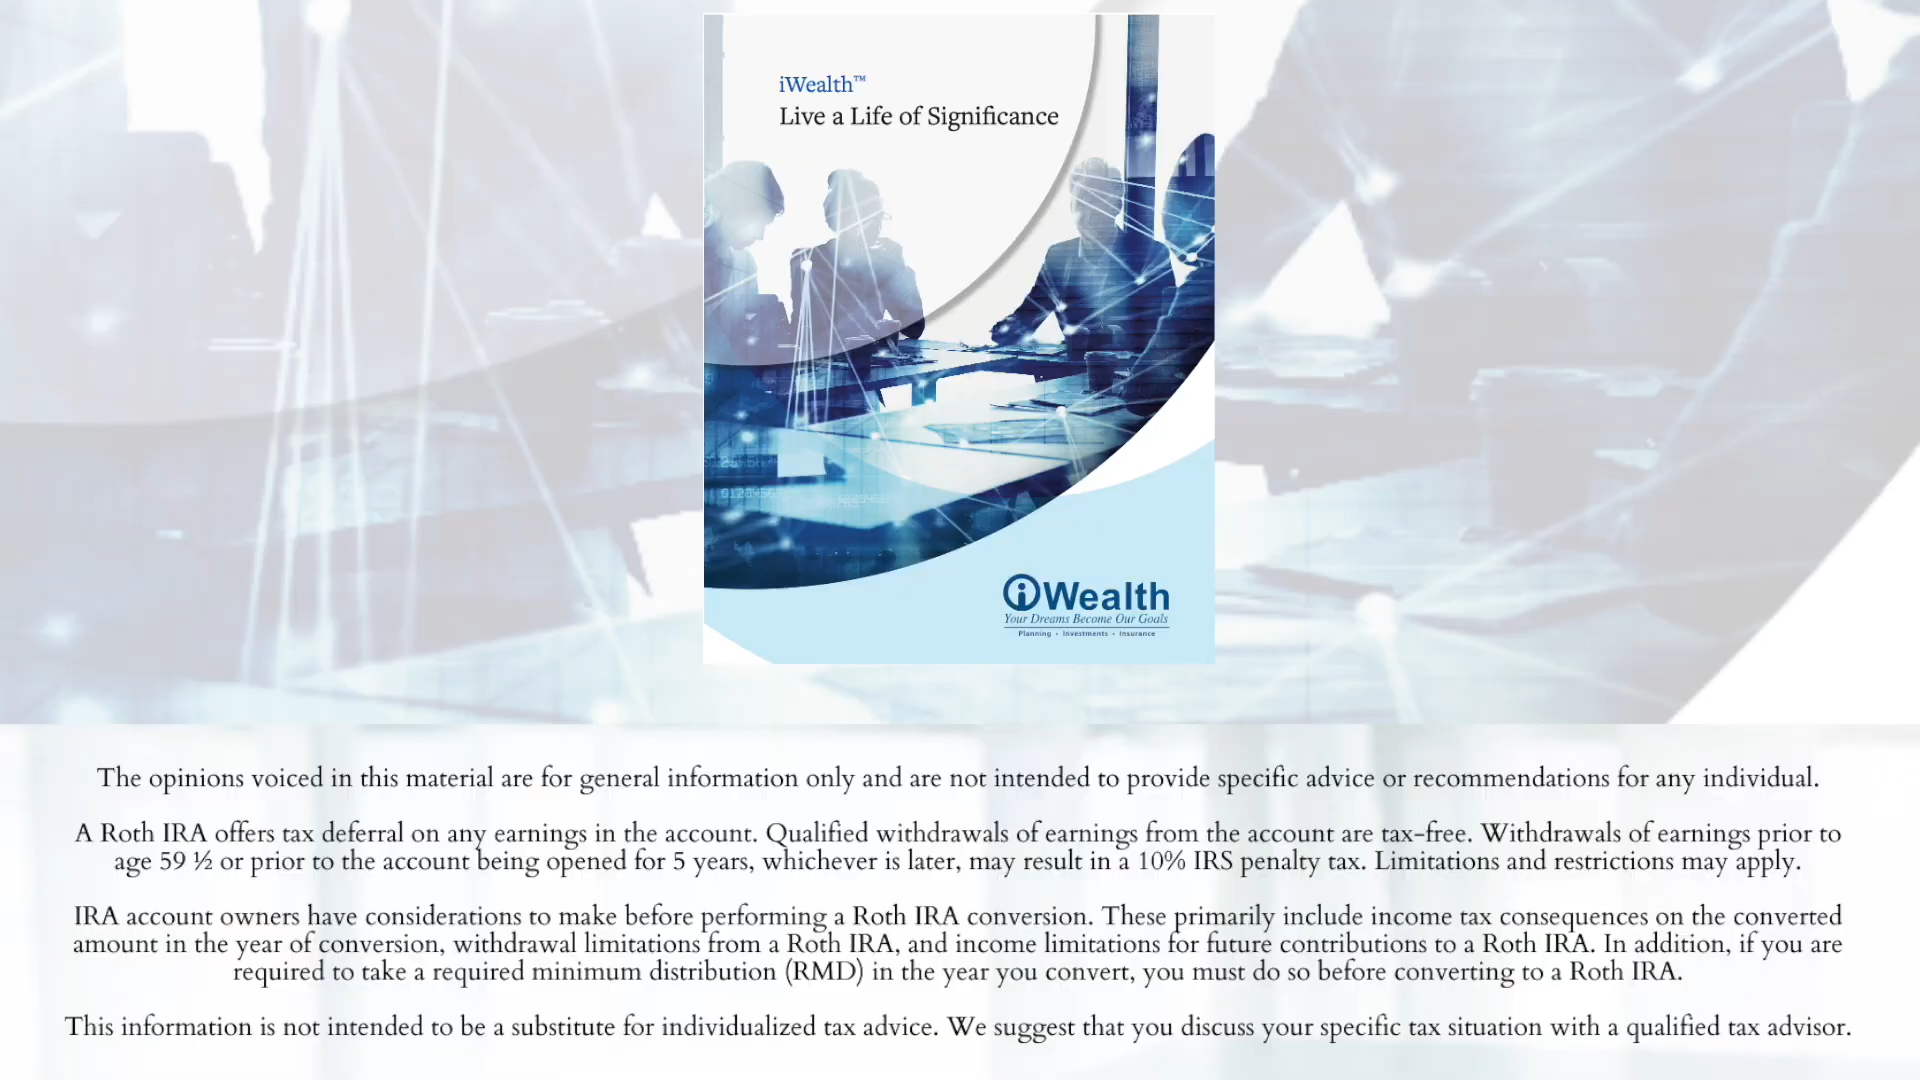 iWealth™
Live a Life of Significance
iWealth
Your Dreams Become Our Goals
Planning • Investments • Insurance
The opinions voiced in this material are for general information only and are not intended to provide specific advice or recommendations for any individual.
A Roth IRA offers tax deferral on any earnings in the account. Qualified withdrawals of earnings from the account are tax-free. Withdrawals of earnings prior to
age 59 ½ or prior to the account being opened for 5 years, whichever is later, may result in a 10% IRS penalty tax. Limitations and restrictions may apply.
IRA account owners have considerations to make before performing a Roth IRA conversion. These primarily include income tax consequences on the converted
amount in the year of conversion, withdrawal limitations from a Roth IRA, and income limitations for future contributions to a Roth IRA. In addition, if you are
required to take a required minimum distribution (RMD) in the year you convert, you must do so before converting to a Roth IRA.
This information is not intended to be a substitute for individualized tax advice. We suggest that you discuss your specific tax situation with a qualified tax advisor.